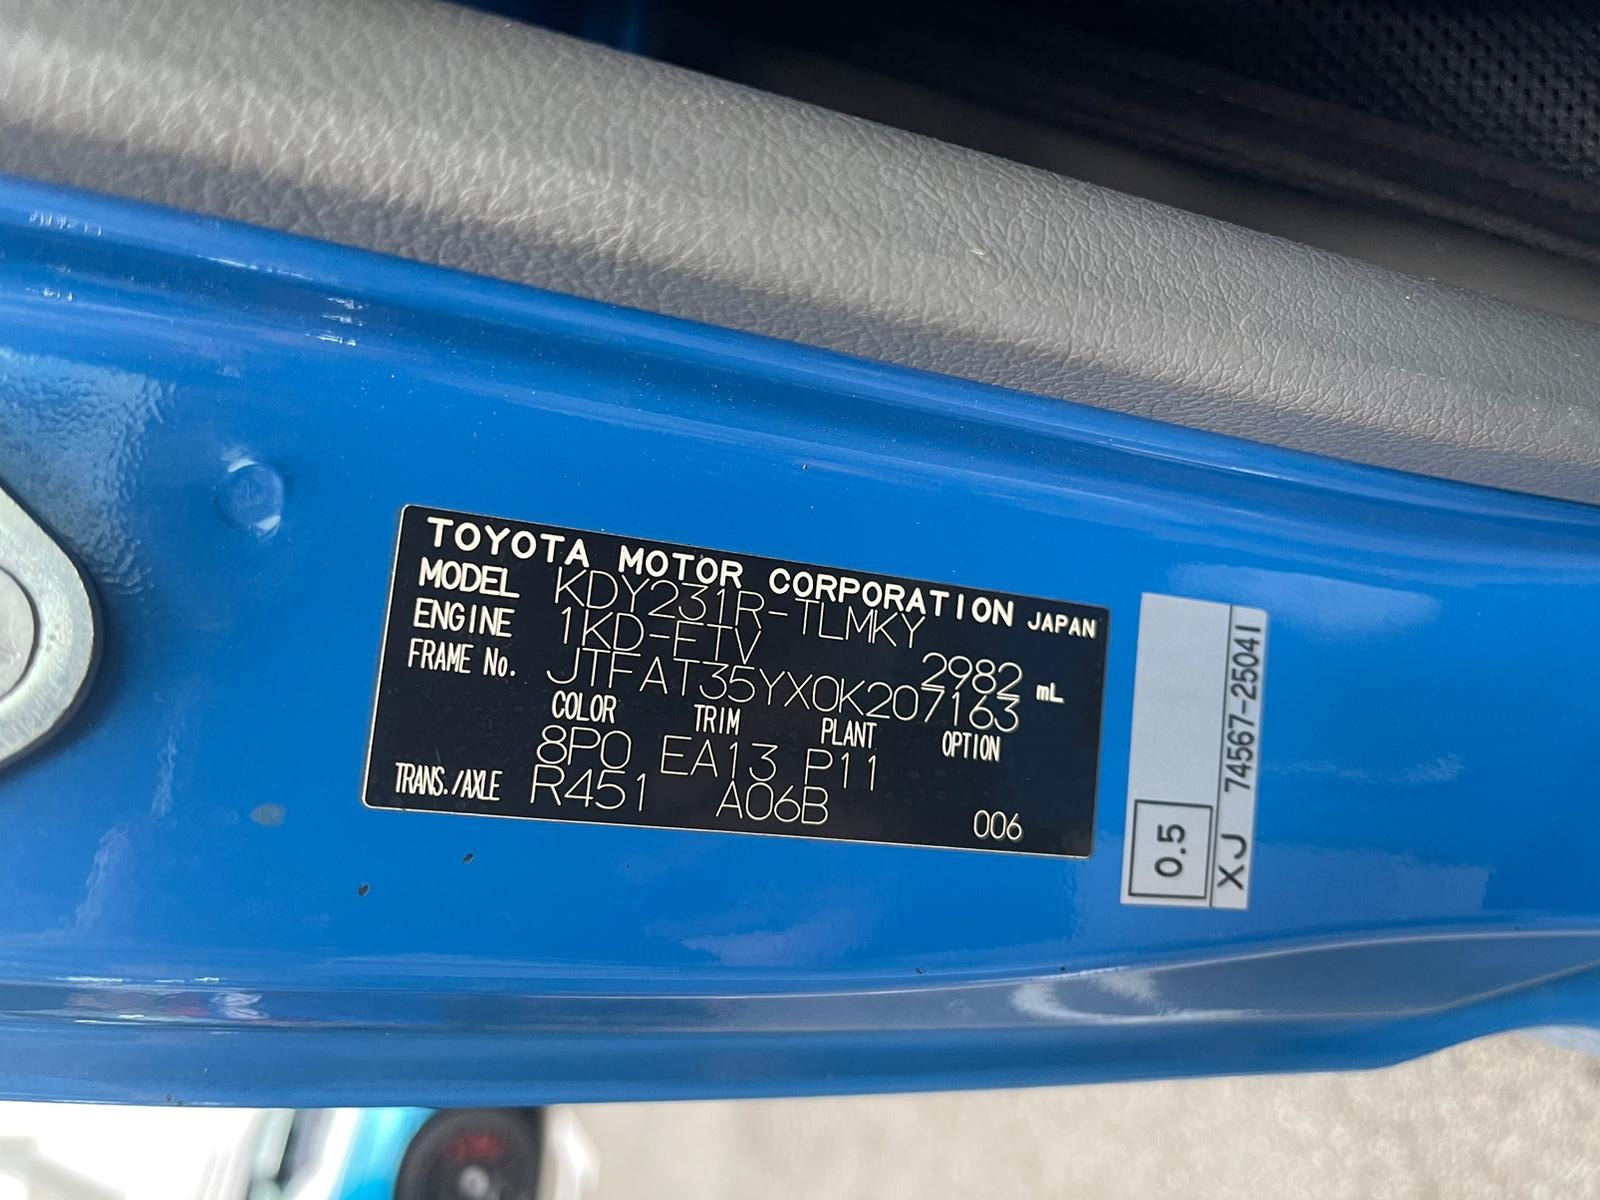 TOYOTA MOTOR CORPORATION JAPAN
MODEL KDY231R-TLMKY
ENGINE 1KD-FTV 2982 mL
FRAME No. JTFAT35YX0K207163
COLOR TRIM PLANT OPTION
8P0 EA13 P11
TRANS./AXLE R451 A06B 006
0.5
XJ 74567-25041